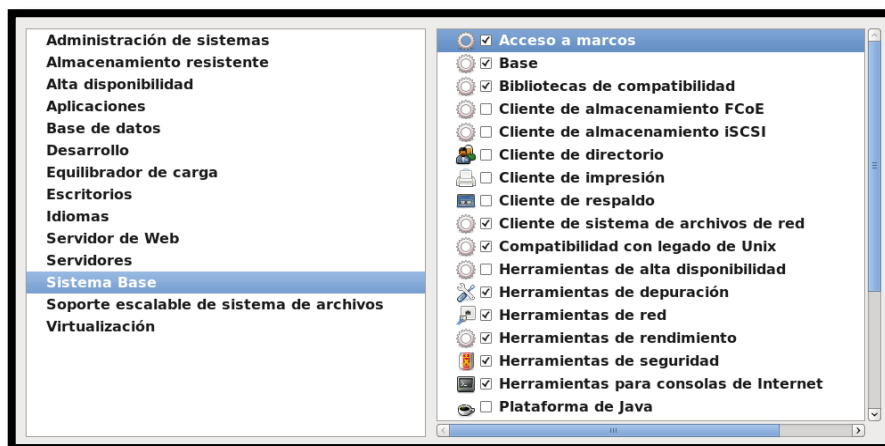 Administración de sistemas
Almacenamiento resistente
Alta disponibilidad
Aplicaciones
Base de datos
Desarrollo
Equilibrador de carga
Escritorios
Idiomas
Servidor de Web
Servidores
Sistema Base
Soporte escalable de sistema de archivos
Virtualización
Acceso a marcos
Base
Bibliotecas de compatibilidad
Cliente de almacenamiento FCoE
Cliente de almacenamiento iSCSI
Cliente de directorio
Cliente de impresión
Cliente de respaldo
Cliente de sistema de archivos de red
Compatibilidad con legado de Unix
Herramientas de alta disponibilidad
Herramientas de depuración
Herramientas de red
Herramientas de rendimiento
Herramientas de seguridad
Herramientas para consolas de Internet
Plataforma de Java